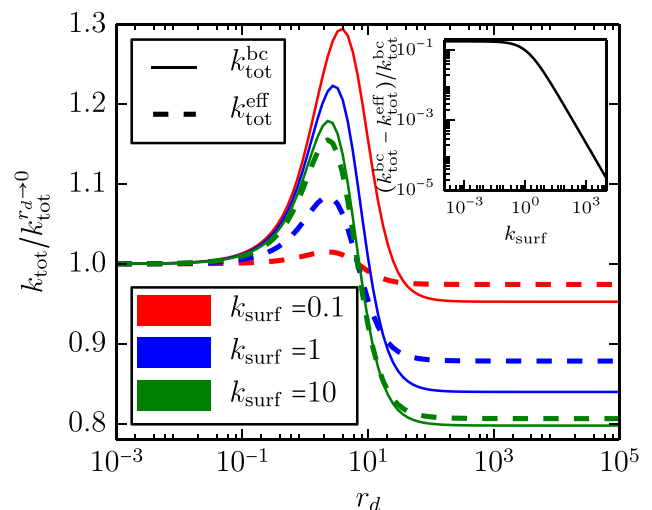 1.3
1.2
1.1
1.0
0.9
0.8
k_tot/k_tot^{r_d→0}
k_tot^bc
k_tot^eff
k_surf =0.1
k_surf =1
k_surf =10
10^{-3} 10^{-1} 10^1 10^3 10^5
r_d
(k_tot^bc − k_tot^eff)/k_tot^bc
10^{-1}
10^{-3}
10^{-5}
10^{-3} 10^0 10^3
k_surf